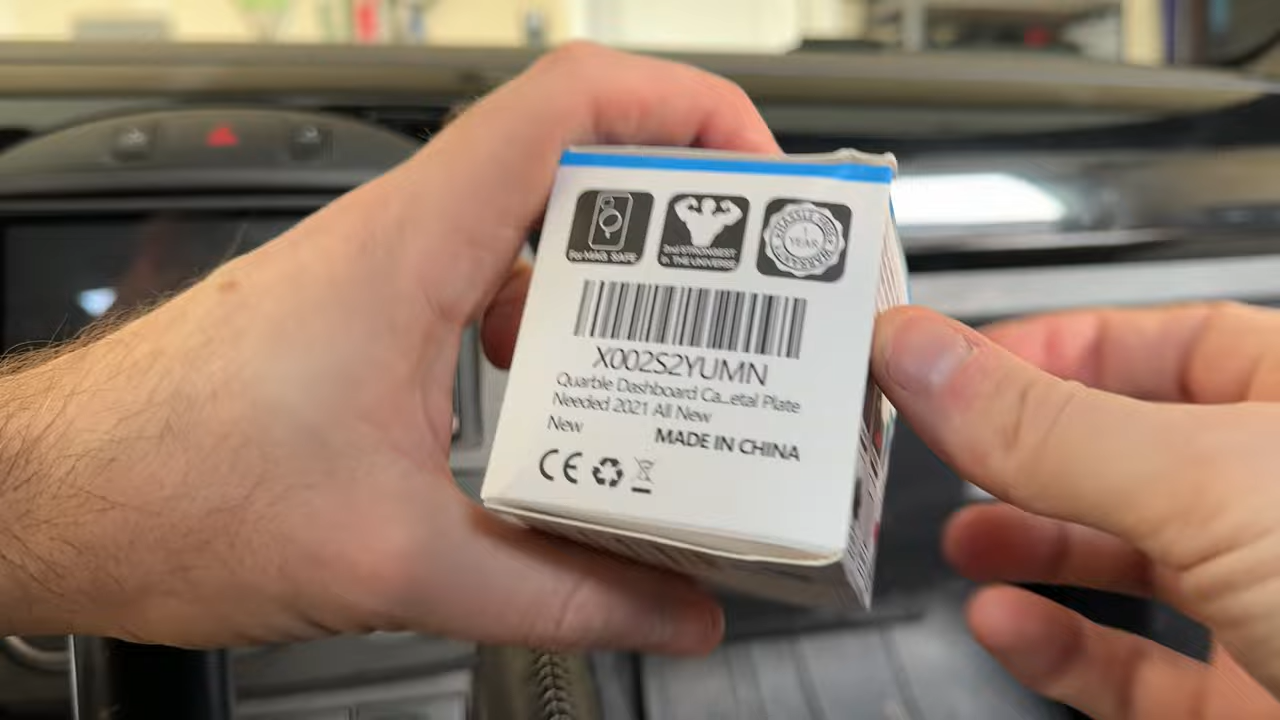 For MAG SAFE
2nd STRONGEST
In THE UNIVERSE
HASSLE FREE
1
YEAR
WARRANTY
X002S2YUMN
Quarble Dashboard Ca...etal Plate
Needed 2021 All New
New
MADE IN CHINA
CE